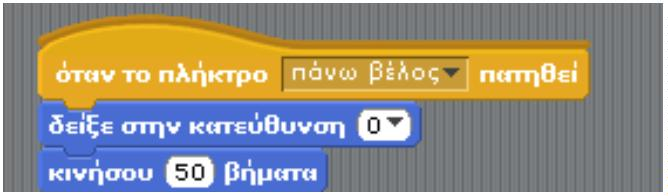 όταν το πλήκτρο πάνω βέλος πατηθεί
δείξε στην κατεύθυνση 0
κινήσου 50 βήματα